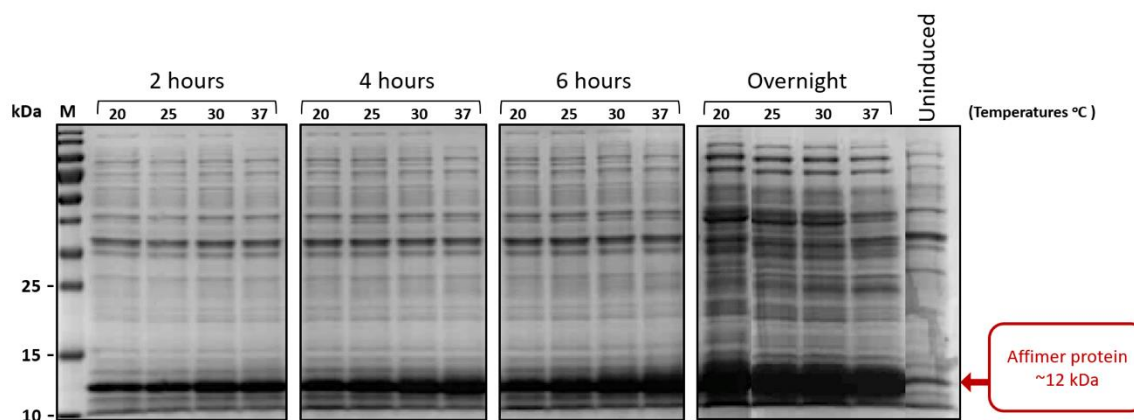 2 hours 4 hours 6 hours Overnight Uninduced
kDa M 20 25 30 37 20 25 30 37 20 25 30 37 20 25 30 37 (Temperatures ᵒC )
25 -
15 -
Affimer protein
~12 kDa
10 -